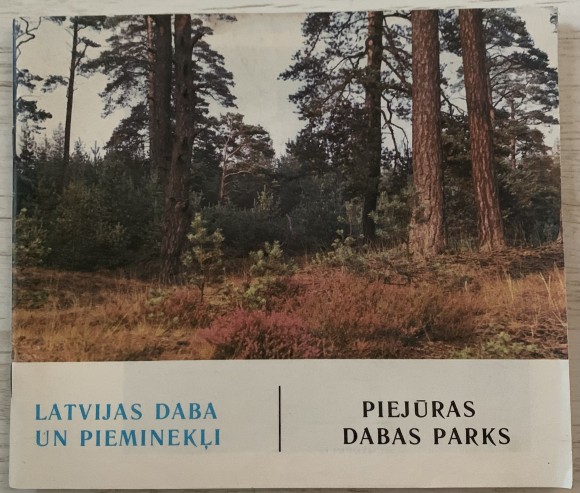 LATVIJAS DABA
UN PIEMINEKĻI
PIEJŪRAS
DABAS PARKS